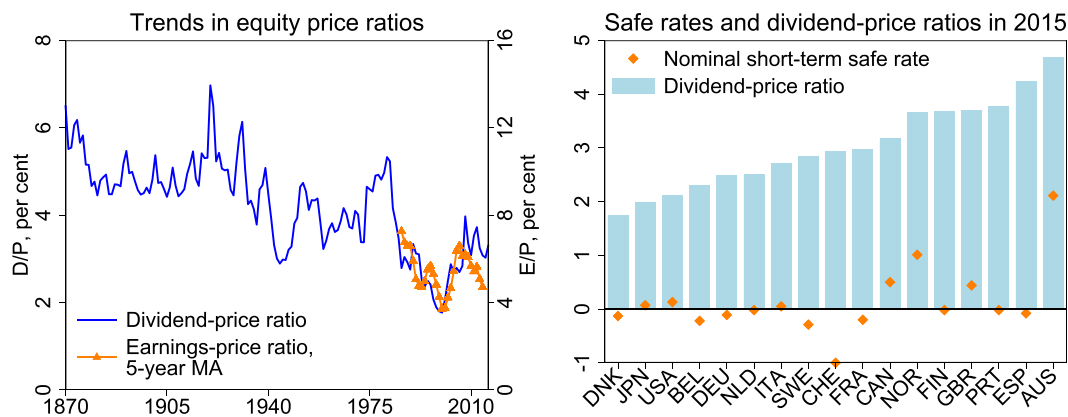 Trends in equity price ratios
8
6
4
2
0
D/P, per cent
16
12
8
4
0
E/P, per cent
Dividend-price ratio
Earnings-price ratio,
5-year MA
1870
1905
1940
1975
2010
Safe rates and dividend-price ratios in 2015
5
4
3
2
1
0
-1
Nominal short-term safe rate
Dividend-price ratio
DNK
JPN
USA
BEL
DEU
NLD
ITA
SWE
CHE
FRA
CAN
NOR
FIN
GBR
PRT
ESP
AUS